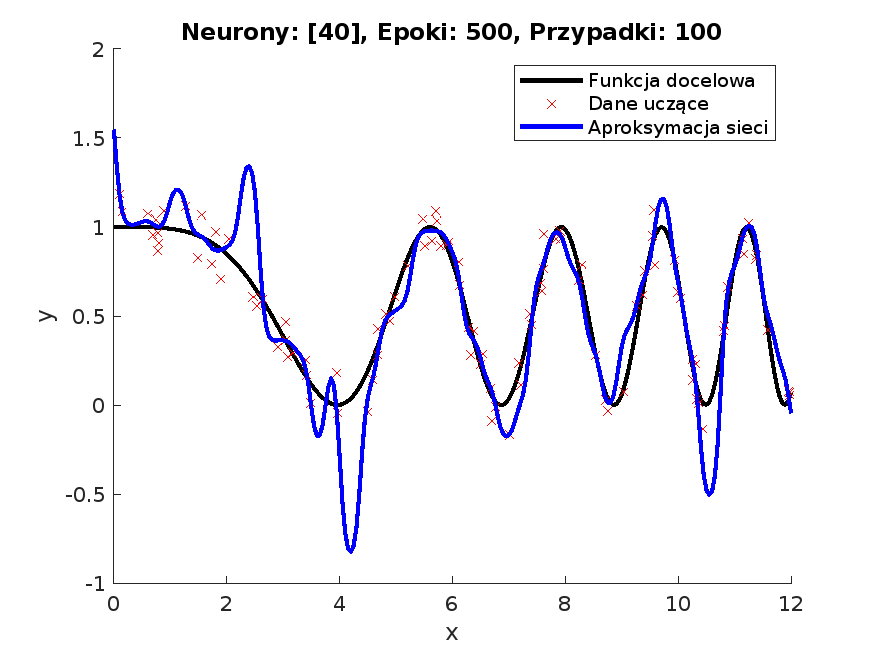 Neurony: [40], Epoki: 500, Przypadki: 100
Funkcja docelowa
Dane uczące
Aproksymacja sieci
2
1.5
1
0.5
0
-0.5
-1
y
0 2 4 6 8 10 12
x